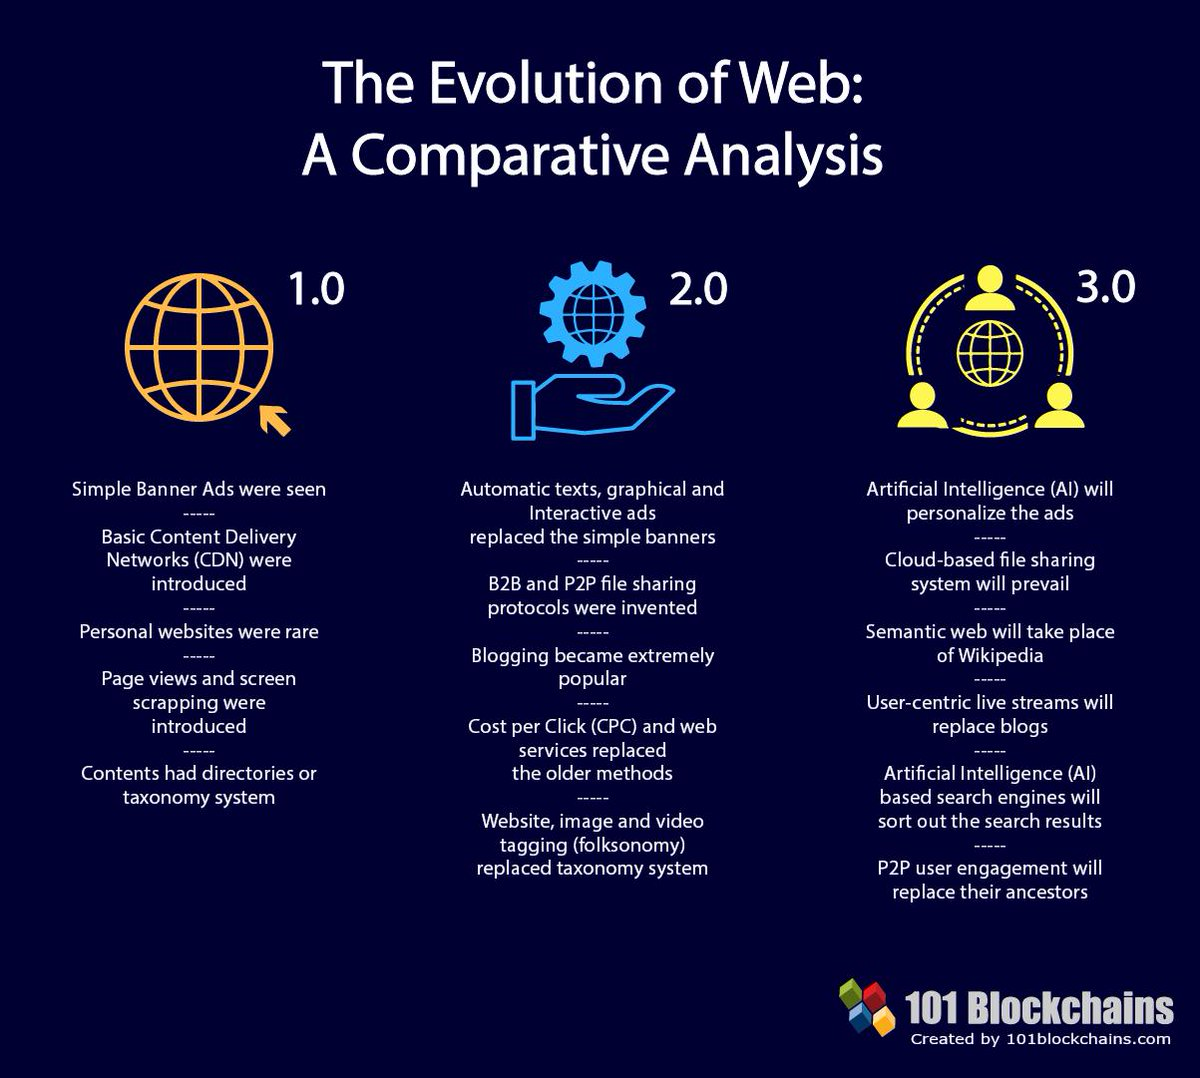 The Evolution of Web:
A Comparative Analysis
1.0
Simple Banner Ads were seen
-----
Basic Content Delivery
Networks (CDN) were
introduced
-----
Personal websites were rare
-----
Page views and screen
scrapping were
introduced
-----
Contents had directories or
taxonomy system
2.0
Automatic texts, graphical and
Interactive ads
replaced the simple banners
-----
B2B and P2P file sharing
protocols were invented
-----
Blogging became extremely
popular
-----
Cost per Click (CPC) and web
services replaced
the older methods
-----
Website, image and video
tagging (folksonomy)
replaced taxonomy system
3.0
Artificial Intelligence (AI) will
personalize the ads
-----
Cloud-based file sharing
system will prevail
-----
Semantic web will take place
of Wikipedia
-----
User-centric live streams will
replace blogs
-----
Artificial Intelligence (AI)
based search engines will
sort out the search results
-----
P2P user engagement will
replace their ancestors
101 Blockchains
Created by 101blockchains.com